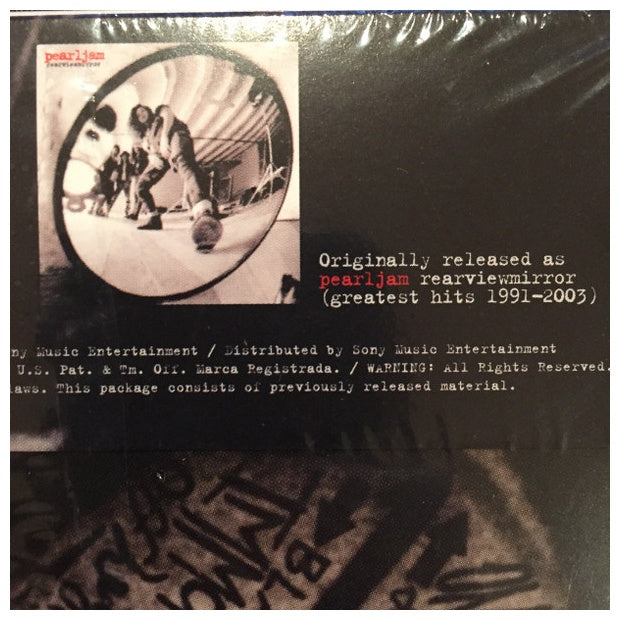 pearljam
rearviewmirror
Originally released as
pearljam rearviewmirror
(greatest hits 1991-2003)
ny Music Entertainment / Distributed by Sony Music Entertainment
U.S. Pat. & Tm. Off. Marca Registrada. / WARNING: All Rights Reserved.
laws. This package consists of previously released material.